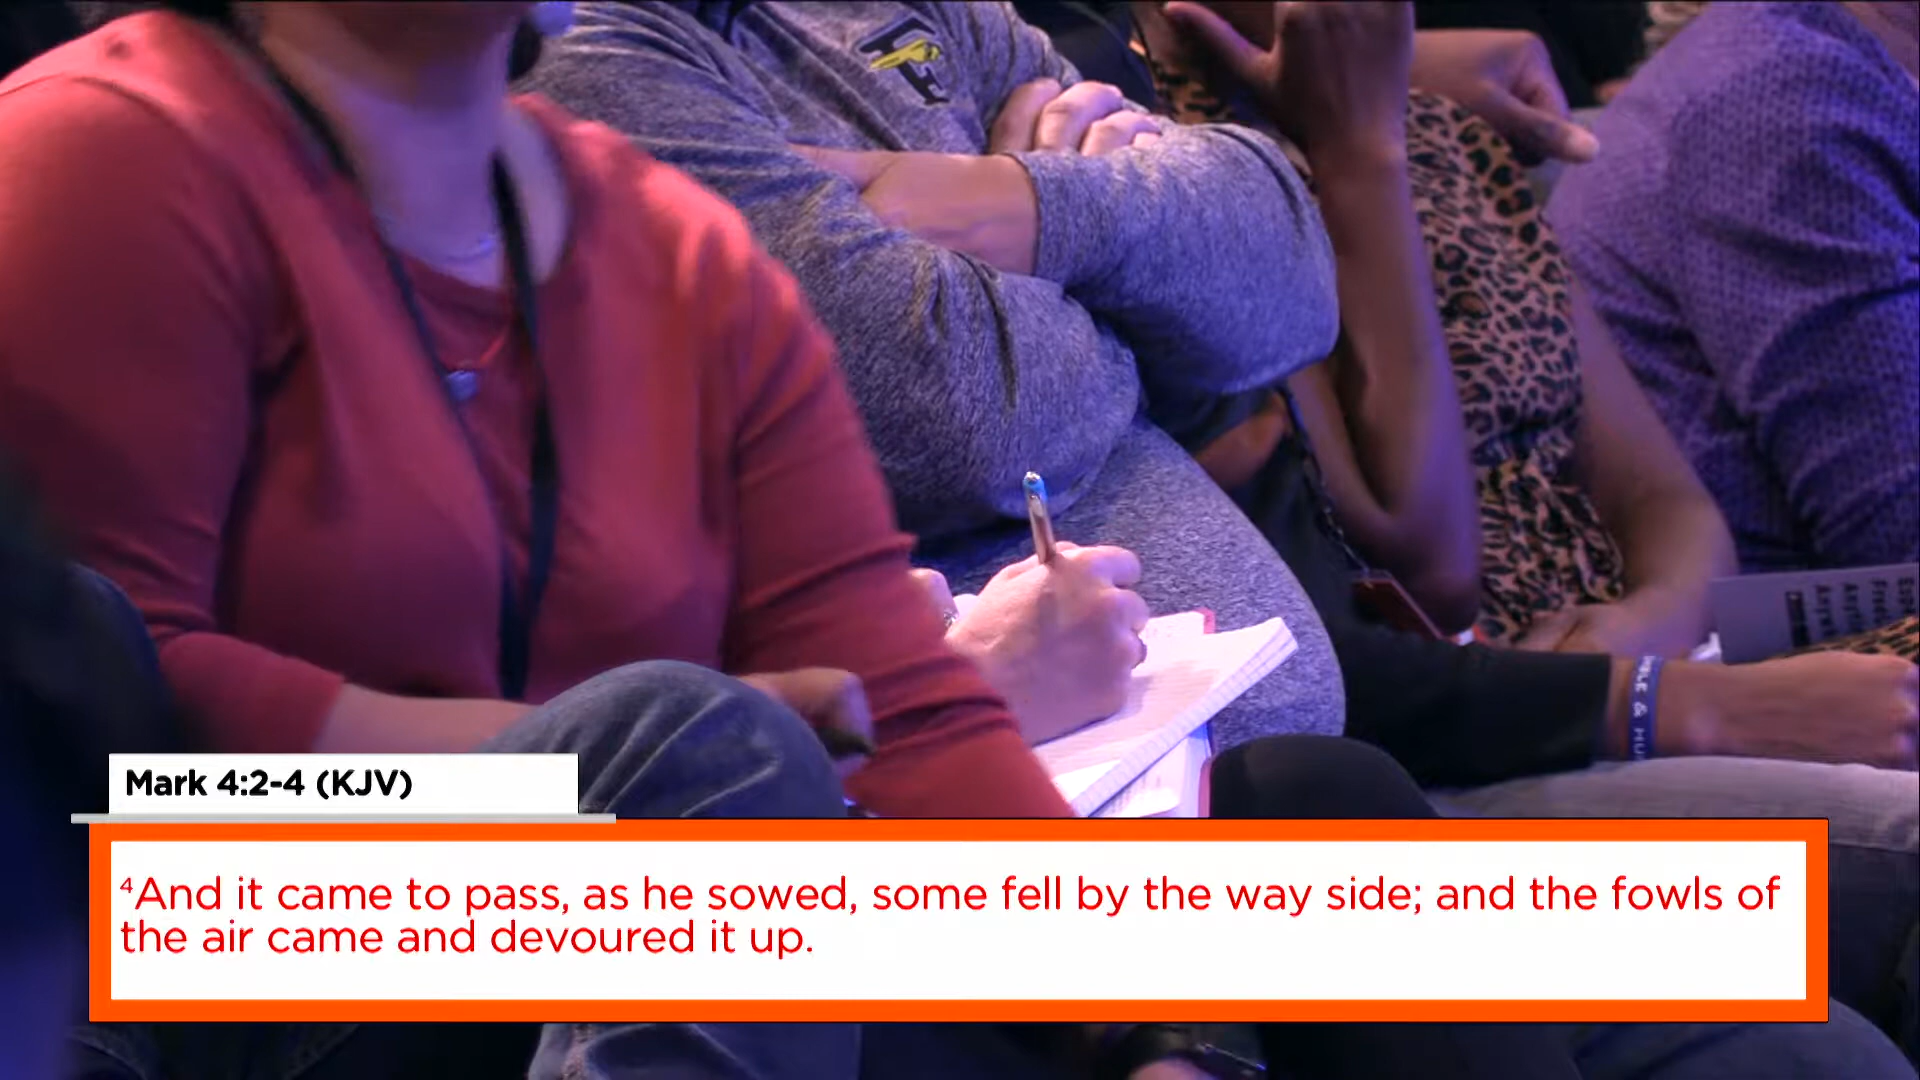 Mark 4:2-4 (KJV)
⁴And it came to pass, as he sowed, some fell by the way side; and the fowls of
the air came and devoured it up.